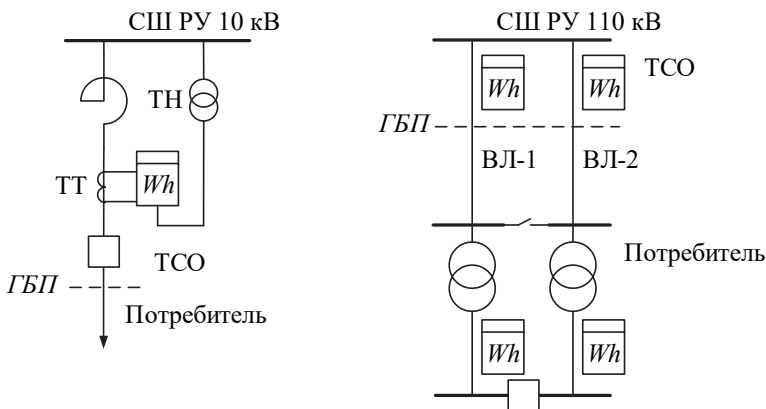 СШ РУ 10 кВ
ТН
ТТ
Wh
ТСО
ГБП
Потребитель
СШ РУ 110 кВ
Wh
Wh
ТСО
ГБП
ВЛ-1
ВЛ-2
Потребитель
Wh
Wh